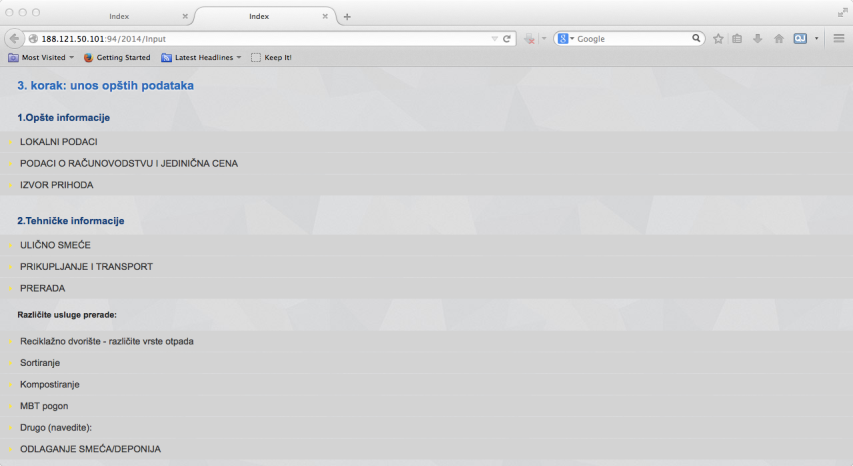 Index
Index
188.121.50.101:94/2014/Input
Google
Most Visited
Getting Started
Latest Headlines
Keep It!
3. korak: unos opštih podataka
1.Opšte informacije
LOKALNI PODACI
PODACI O RAČUNOVODSTVU I JEDINIČNA CENA
IZVOR PRIHODA
2.Tehničke informacije
ULIČNO SMEĆE
PRIKUPLJANJE I TRANSPORT
PRERADA
Različite usluge prerade:
Reciklažno dvorište - različite vrste otpada
Sortiranje
Kompostiranje
MBT pogon
Drugo (navedite):
ODLAGANJE SMEĆA/DEPONIJA